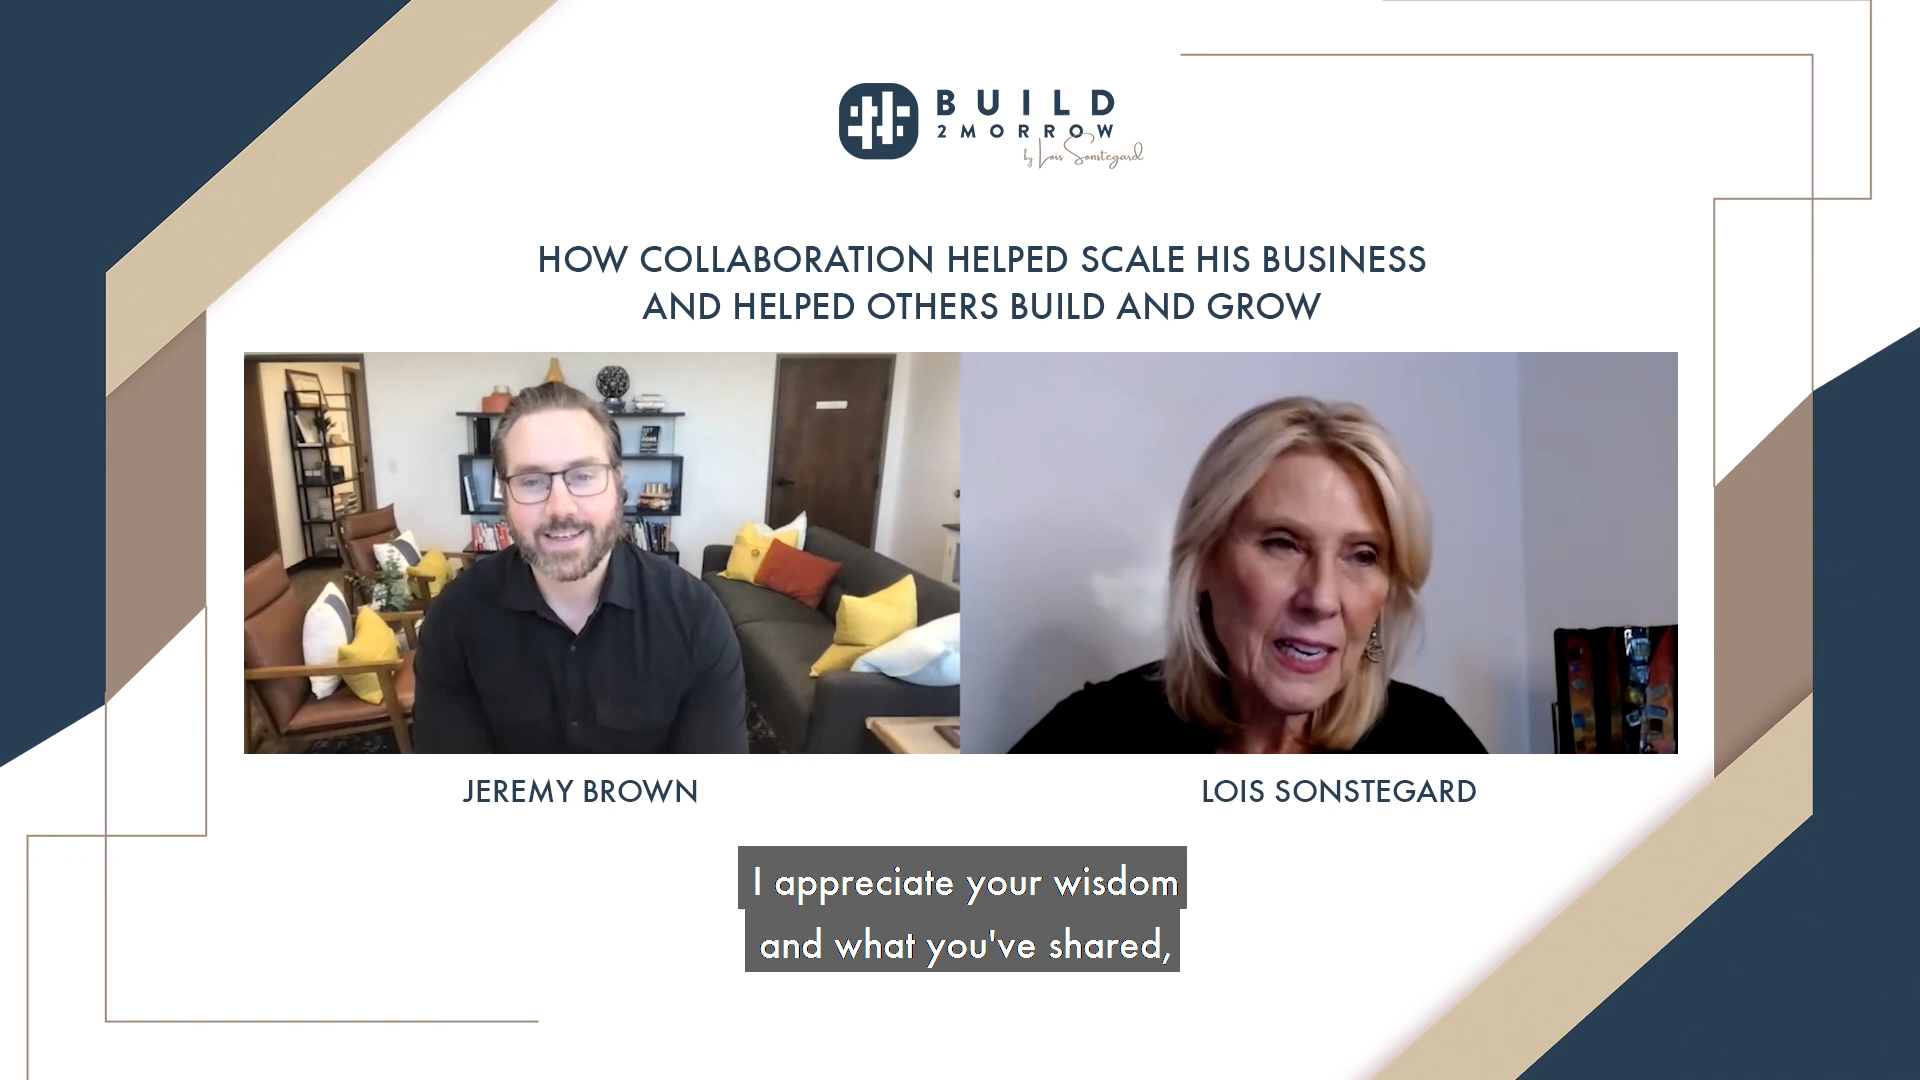 BUILD
2MORROW
by Lois Sonstegard
HOW COLLABORATION HELPED SCALE HIS BUSINESS
AND HELPED OTHERS BUILD AND GROW
JEREMY BROWN
LOIS SONSTEGARD
I appreciate your wisdom
and what you've shared,